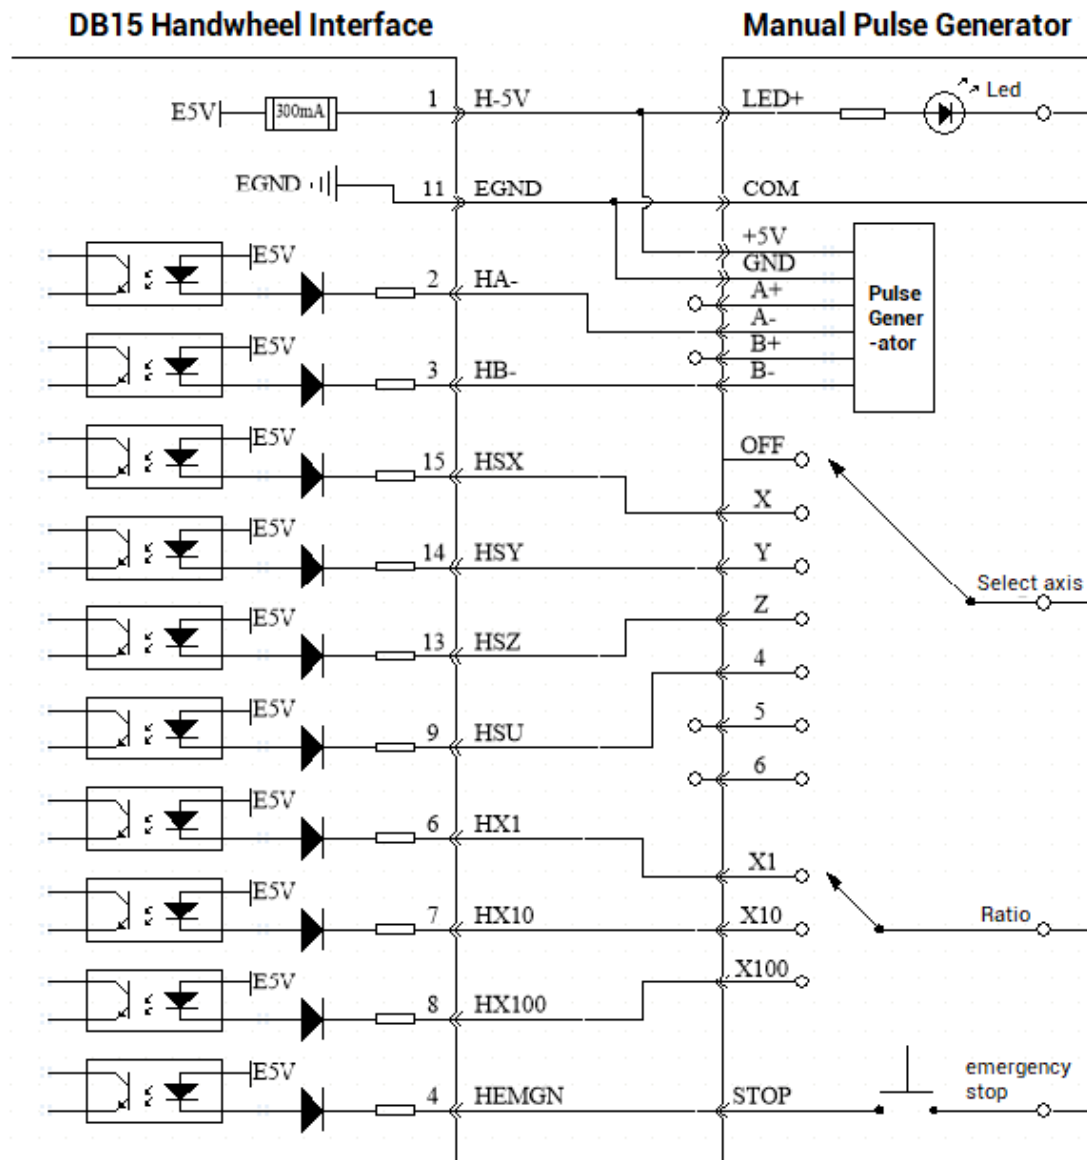 DB15 Handwheel Interface
Manual Pulse Generator
E5V 300mA 1 H-5V LED+ Led
EGND 11 EGND COM
E5V
+5V
GND
2 HA- A+
A-
Pulse
Gener
-ator
E5V
B+
3 HB- B-
E5V
OFF
15 HSX
X
E5V
14 HSY Y
Select axis
E5V
Z
13 HSZ
4
E5V
5
9 HSU
6
E5V
6 HX1
X1
E5V
7 HX10 X10 Ratio
E5V
X100
8 HX100
E5V
emergency
stop
4 HEMGN STOP